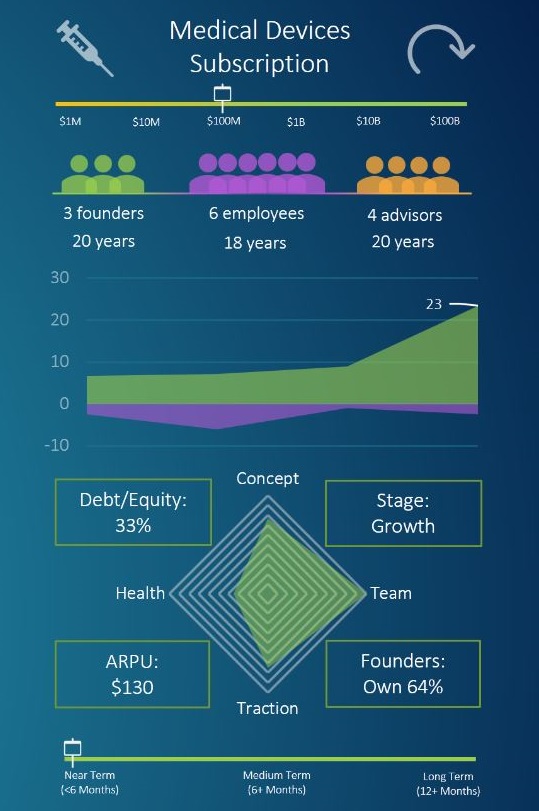 Medical Devices
Subscription
$1M $10M $100M $1B $10B $100B
3 founders 6 employees 4 advisors
20 years 18 years 20 years
30
23
20
10
0
-10
Concept
Debt/Equity:
33%
Stage:
Growth
Health Team
ARPU:
$130
Founders:
Own 64%
Traction
Near Term Medium Term Long Term
(<6 Months) (6+ Months) (12+ Months)